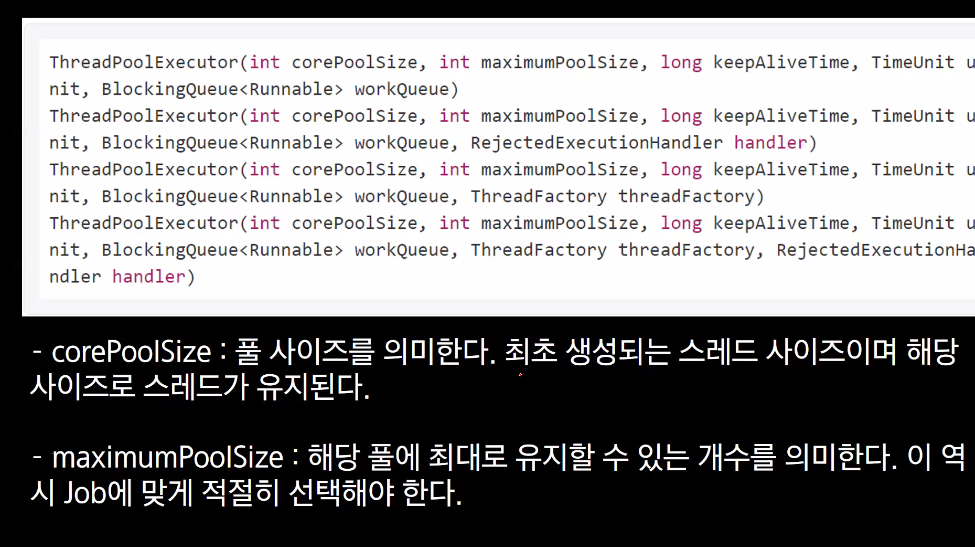 ThreadPoolExecutor(int corePoolSize, int maximumPoolSize, long keepAliveTime, TimeUnit u
nit, BlockingQueue<Runnable> workQueue)
ThreadPoolExecutor(int corePoolSize, int maximumPoolSize, long keepAliveTime, TimeUnit u
nit, BlockingQueue<Runnable> workQueue, RejectedExecutionHandler handler)
ThreadPoolExecutor(int corePoolSize, int maximumPoolSize, long keepAliveTime, TimeUnit u
nit, BlockingQueue<Runnable> workQueue, ThreadFactory threadFactory)
ThreadPoolExecutor(int corePoolSize, int maximumPoolSize, long keepAliveTime, TimeUnit u
nit, BlockingQueue<Runnable> workQueue, ThreadFactory threadFactory, RejectedExecutionHa
ndler handler)
- corePoolSize : 풀 사이즈를 의미한다. 최초 생성되는 스레드 사이즈이며 해당
사이즈로 스레드가 유지된다.
- maximumPoolSize : 해당 풀에 최대로 유지할 수 있는 개수를 의미한다. 이 역
시 Job에 맞게 적절히 선택해야 한다.